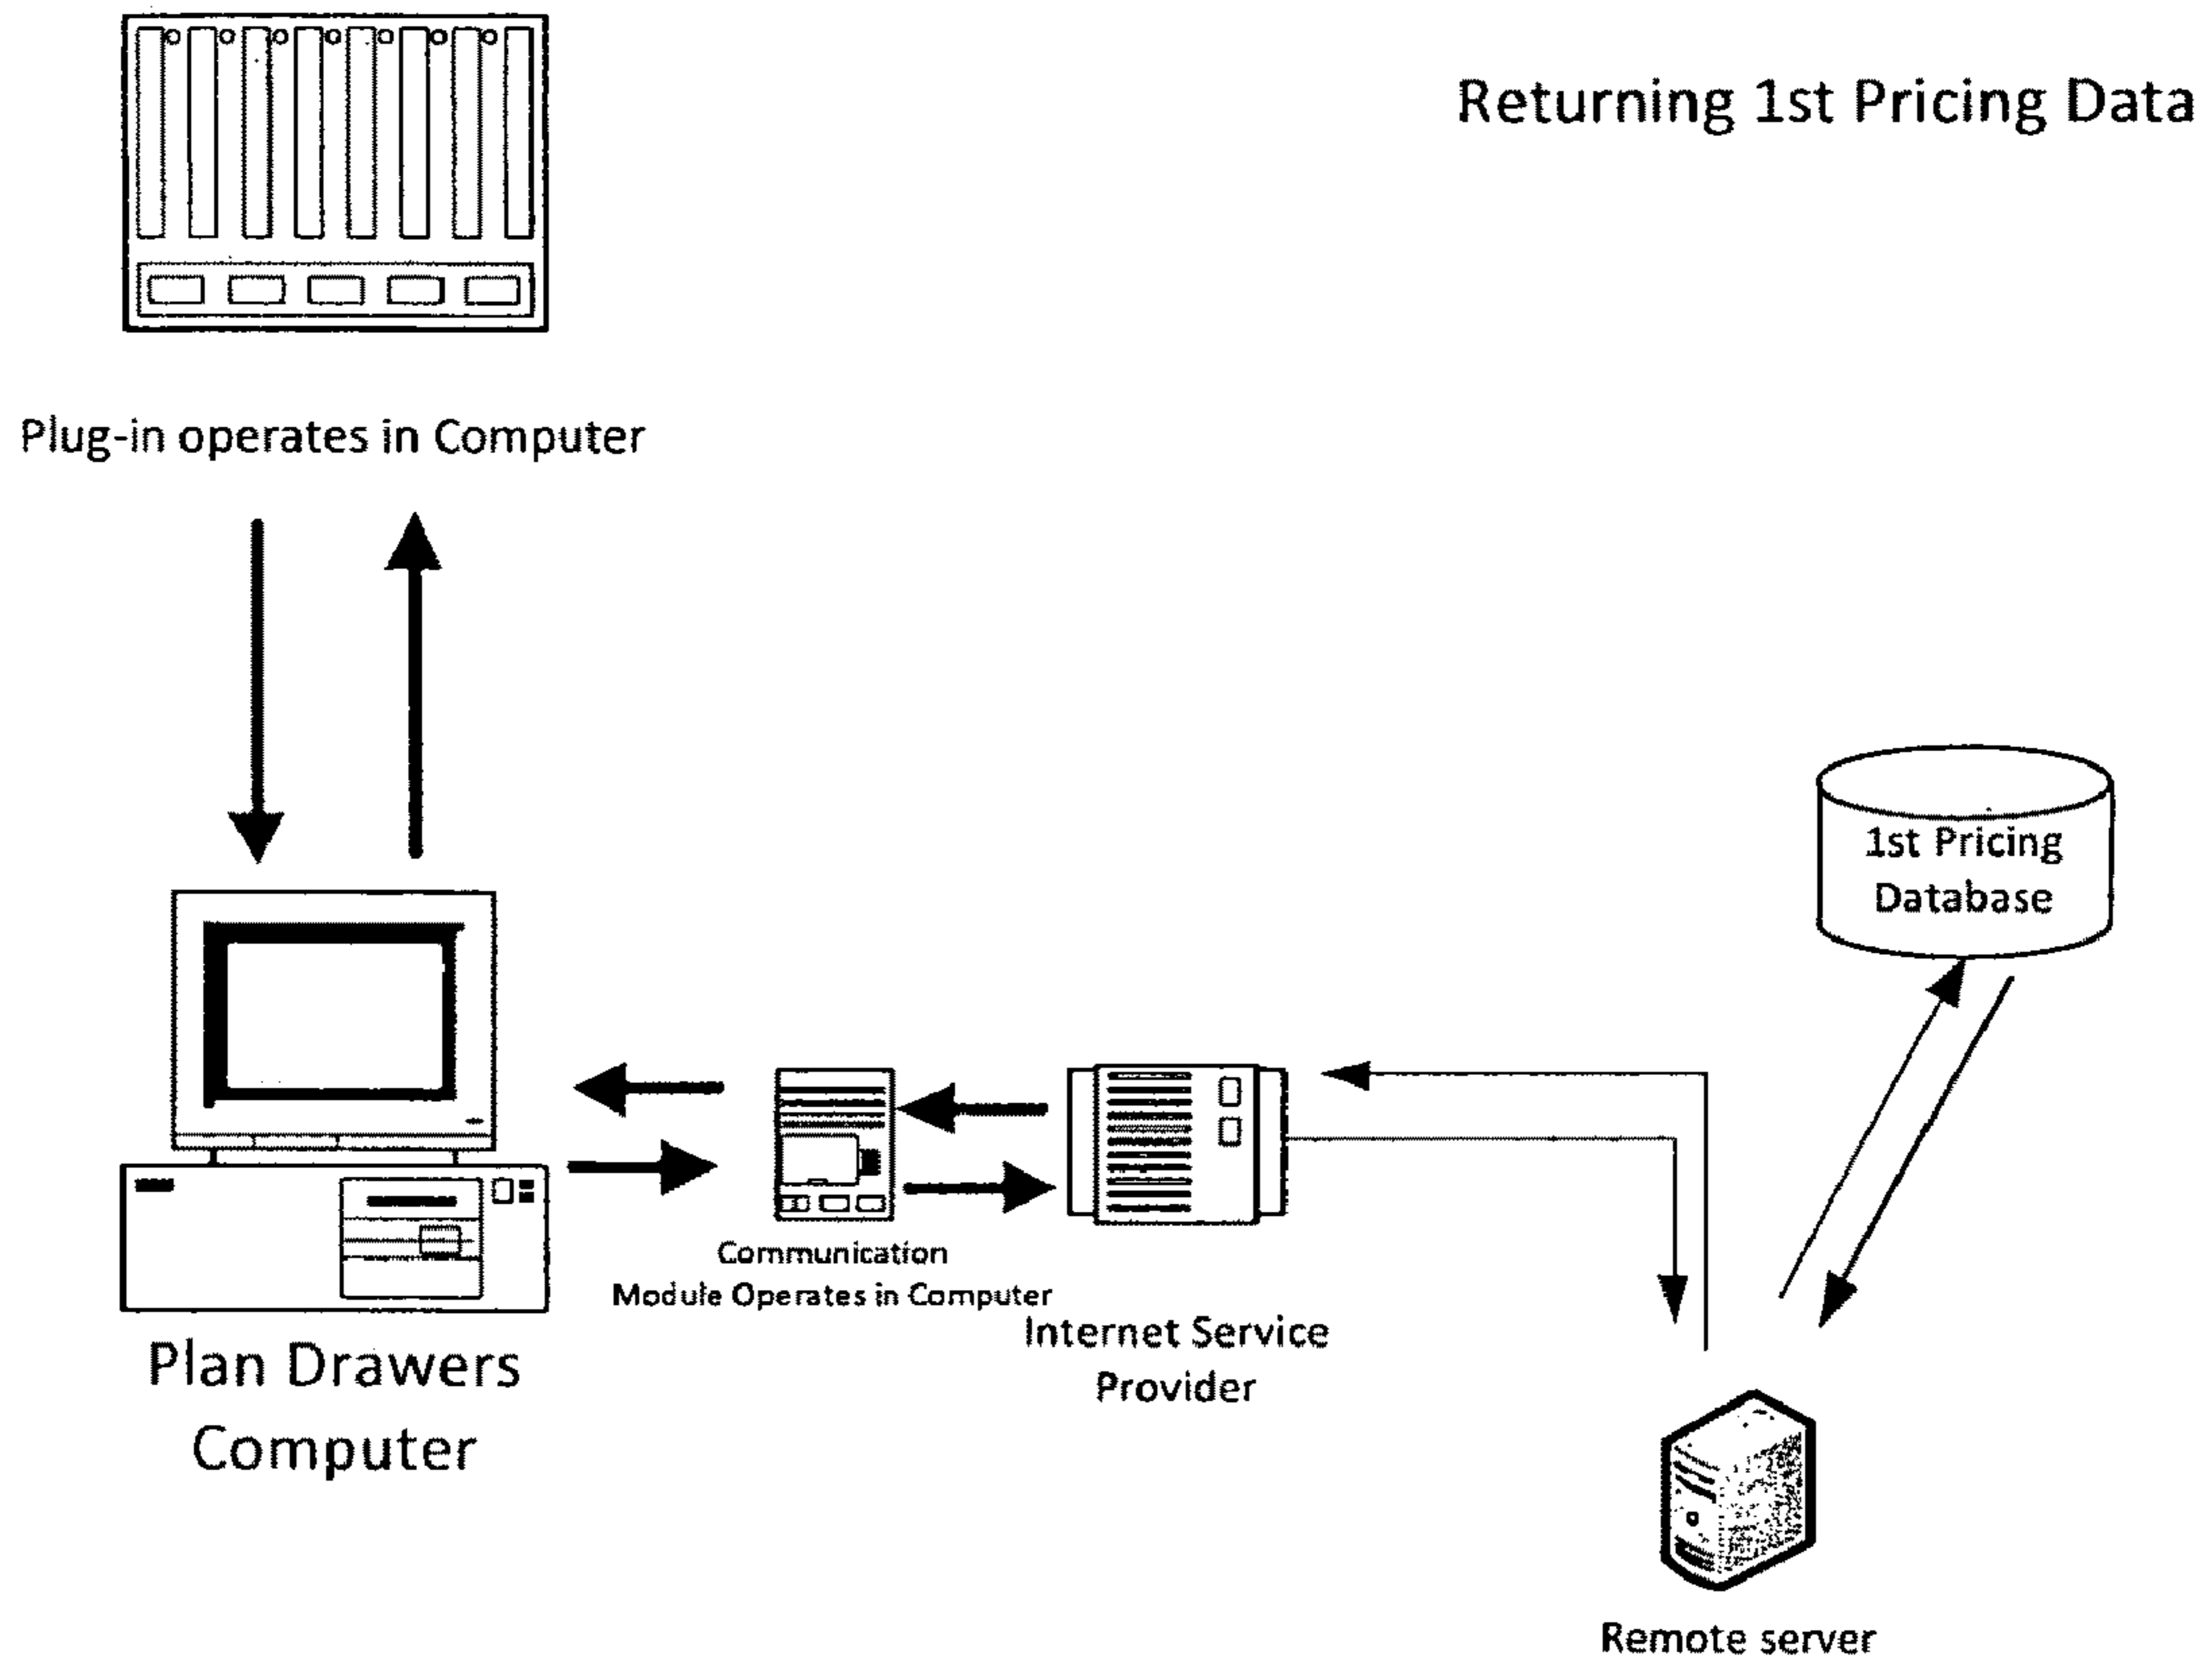 Returning 1st Pricing Data
Plug-in operates in Computer
1st Pricing
Database
Communication
Module Operates in Computer
Internet Service
Provider
Plan Drawers
Computer
Remote server